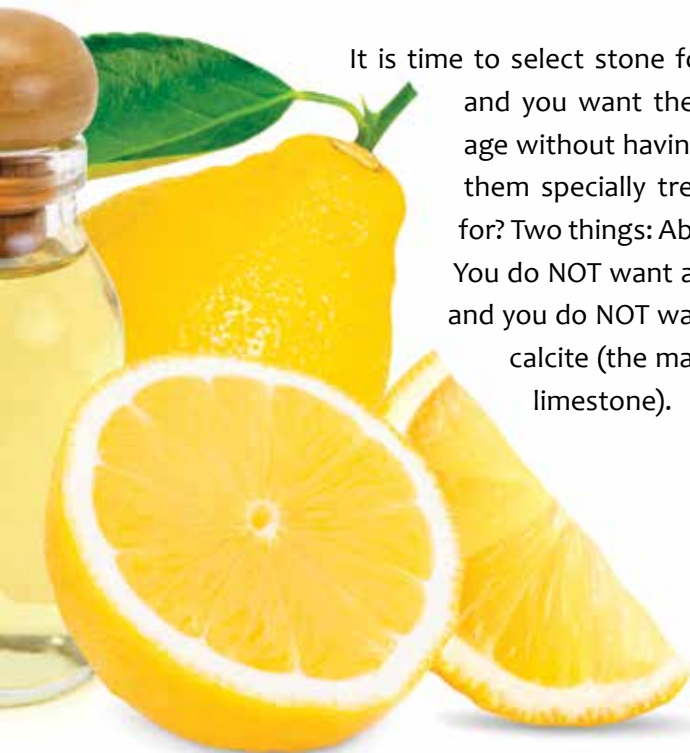 It is time to select stone fo
and you want the
age without havin
them specially tre
for? Two things: Ab
You do NOT want a
and you do NOT wa
calcite (the ma
limestone).